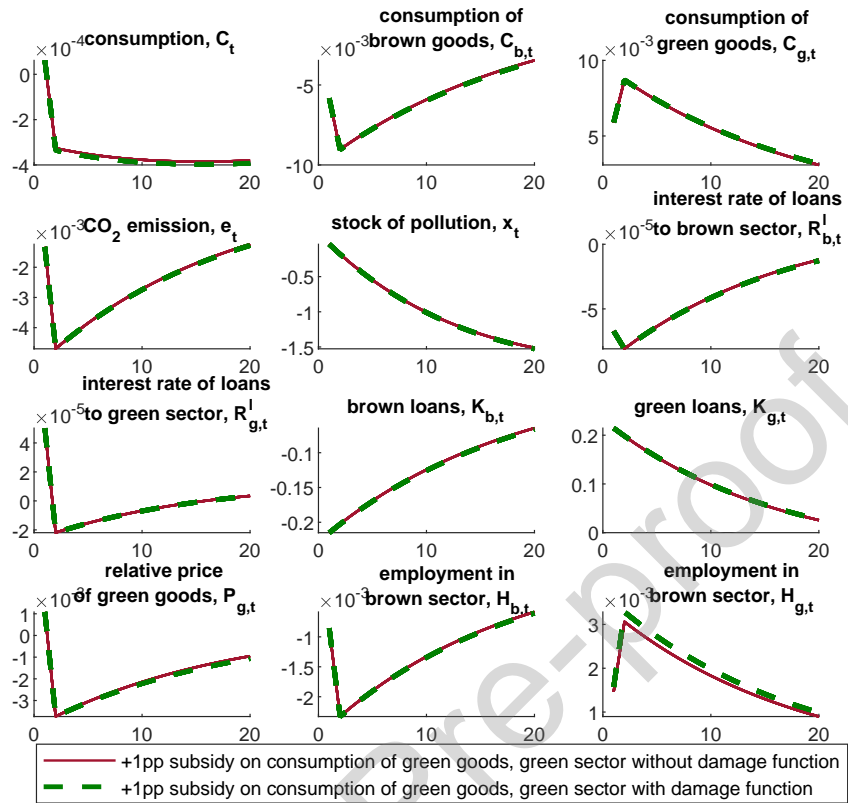 consumption, C_t
×10^-4
0
-2
-4
0 10 20
consumption of
brown goods, C_b,t
×10^-3
-5
-10
0 10 20
consumption of
green goods, C_g,t
×10^-3
10
5
0 10 20
CO_2 emission, e_t
×10^-3
-2
-3
-4
0 10 20
stock of pollution, x_t
-0.5
-1
-1.5
0 10 20
interest rate of loans
to brown sector, R^l_b,t
×10^-5
0
-5
0 10 20
interest rate of loans
to green sector, R^l_g,t
×10^-5
4
2
0
-2
0 10 20
brown loans, K_b,t
-0.1
-0.15
-0.2
0 10 20
green loans, K_g,t
0.2
0.1
0
0 10 20
relative price
of green goods, P_g,t
×10^-3
1
0
-1
-2
-3
0 10 20
employment in
brown sector, H_b,t
×10^-3
-1
-1.5
-2
0 10 20
employment in
brown sector, H_g,t
×10^-3
3
2
1
0 10 20
+1pp subsidy on consumption of green goods, green sector without damage function
+1pp subsidy on consumption of green goods, green sector with damage function
Pre-proof